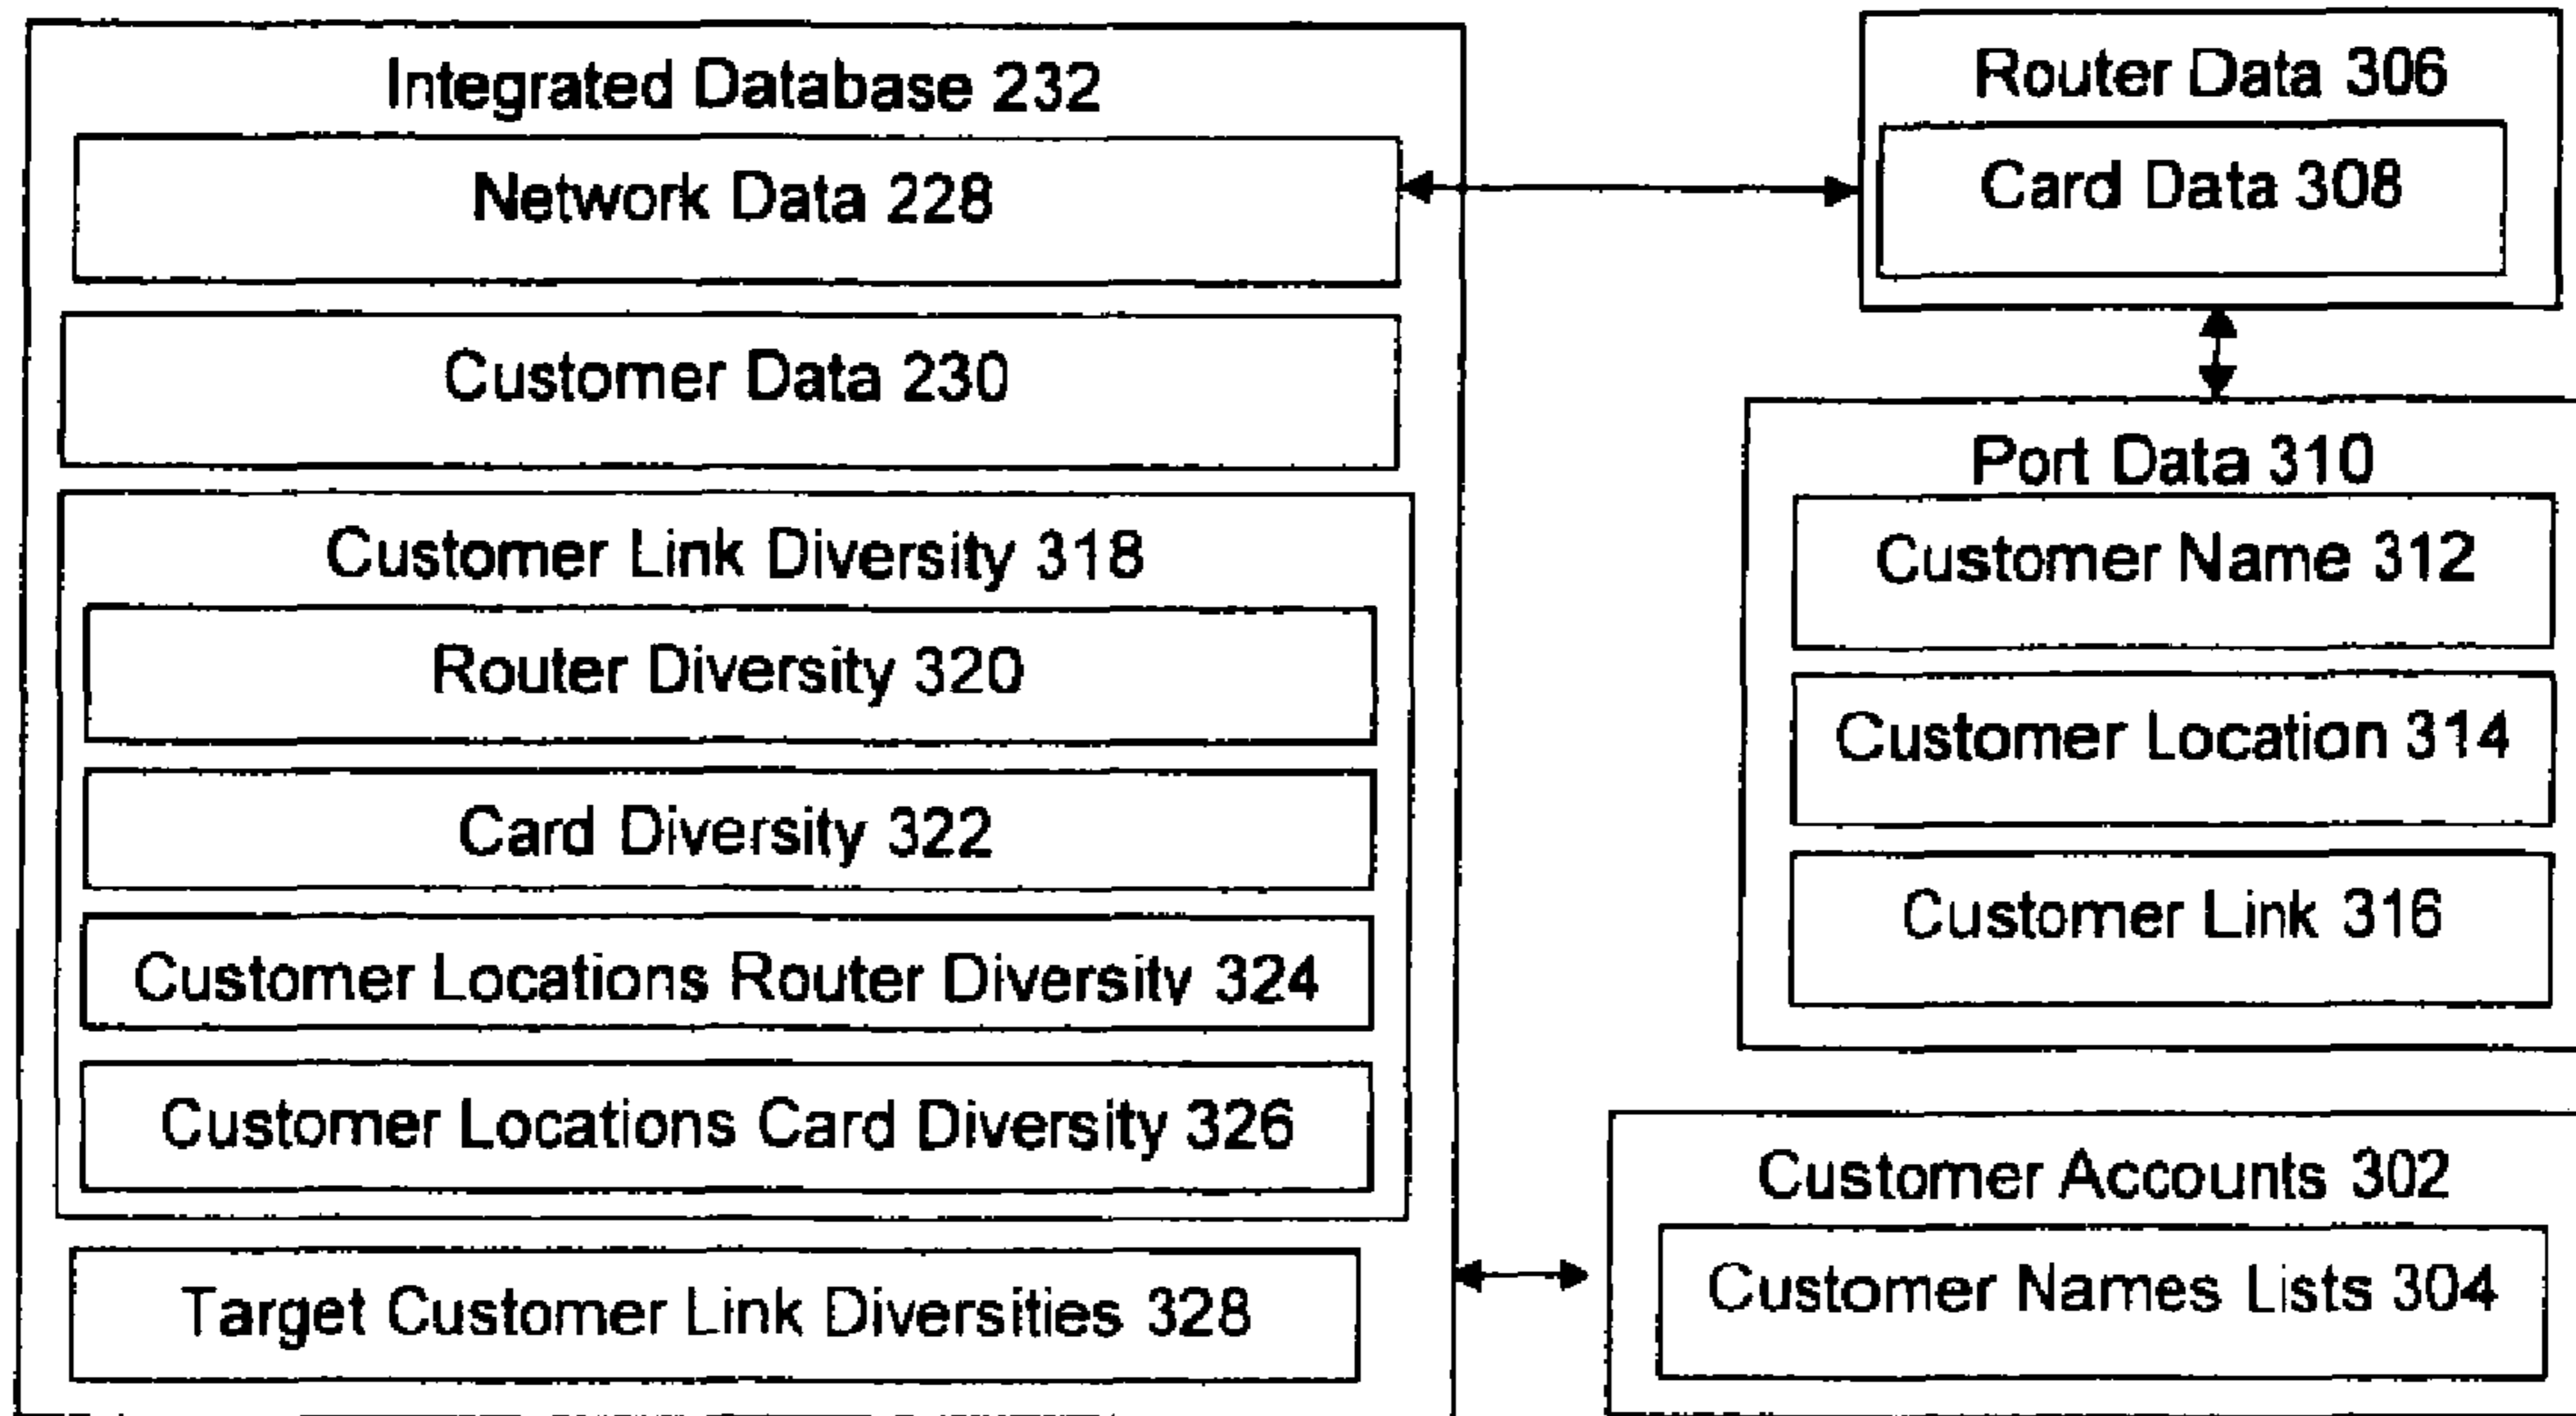 Integrated Database 232
Network Data 228
Customer Data 230
Customer Link Diversity 318
Router Diversity 320
Card Diversity 322
Customer Locations Router Diversity 324
Customer Locations Card Diversity 326
Target Customer Link Diversities 328
Router Data 306
Card Data 308
Port Data 310
Customer Name 312
Customer Location 314
Customer Link 316
Customer Accounts 302
Customer Names Lists 304